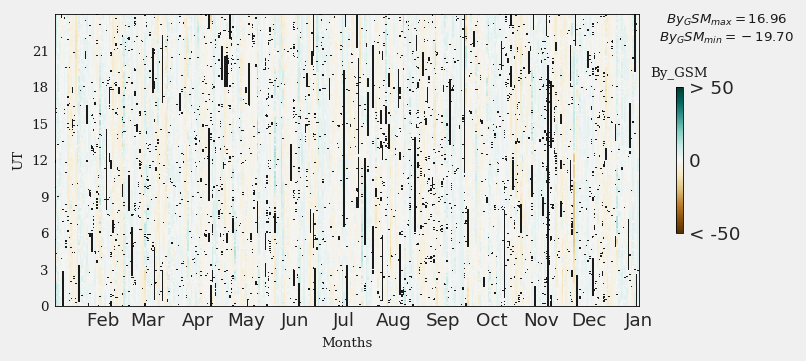 By_GSM_max = 16.96
By_GSM_min = −19.70
By_GSM
> 50
0
< -50
21
18
15
12
9
6
3
0
UT
Feb Mar Apr May Jun Jul Aug Sep Oct Nov Dec Jan
Months